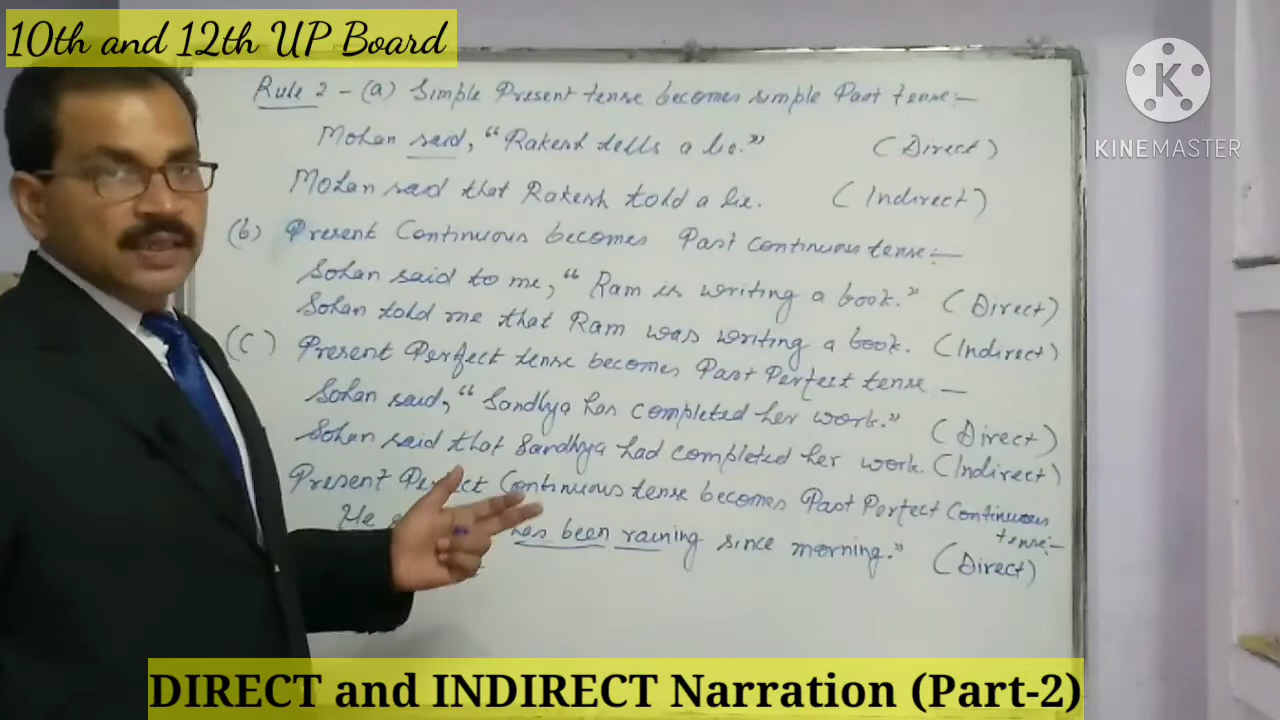 10th and 12th UP Board
KINEMASTER
Rule 2 - (a) Simple Present tense becomes simple Past tense :-
Mohan said, "Rakesh tells a lie." (Direct)
Mohan said that Rakesh told a lie. (Indirect)
(b) Present Continuous becomes Past continuous tense :-
Sohan said to me, "Ram is writing a book." (Direct)
Sohan told me that Ram was writing a book. (Indirect)
(C) Present Perfect tense becomes Past Perfect tense -
Sohan said, "Sandhya has completed her work." (Direct)
Sohan said that Sandhya had completed her work. (Indirect)
Present Perfect Continuous tense becomes Past Perfect Continuous
tense :-
He has been raining since morning." (Direct)
DIRECT and INDIRECT Narration (Part-2)